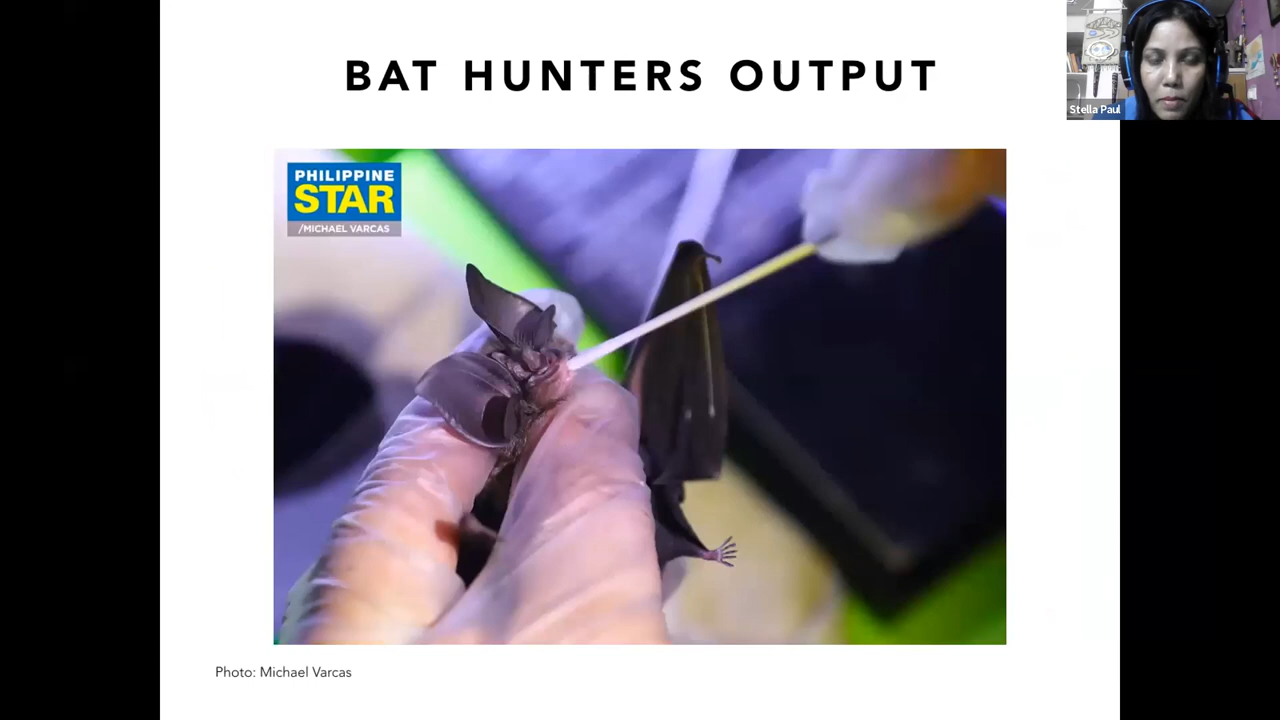 BAT HUNTERS OUTPUT
Stella Paul
PHILIPPINE
STAR
/MICHAEL VARCAS
Photo: Michael Varcas